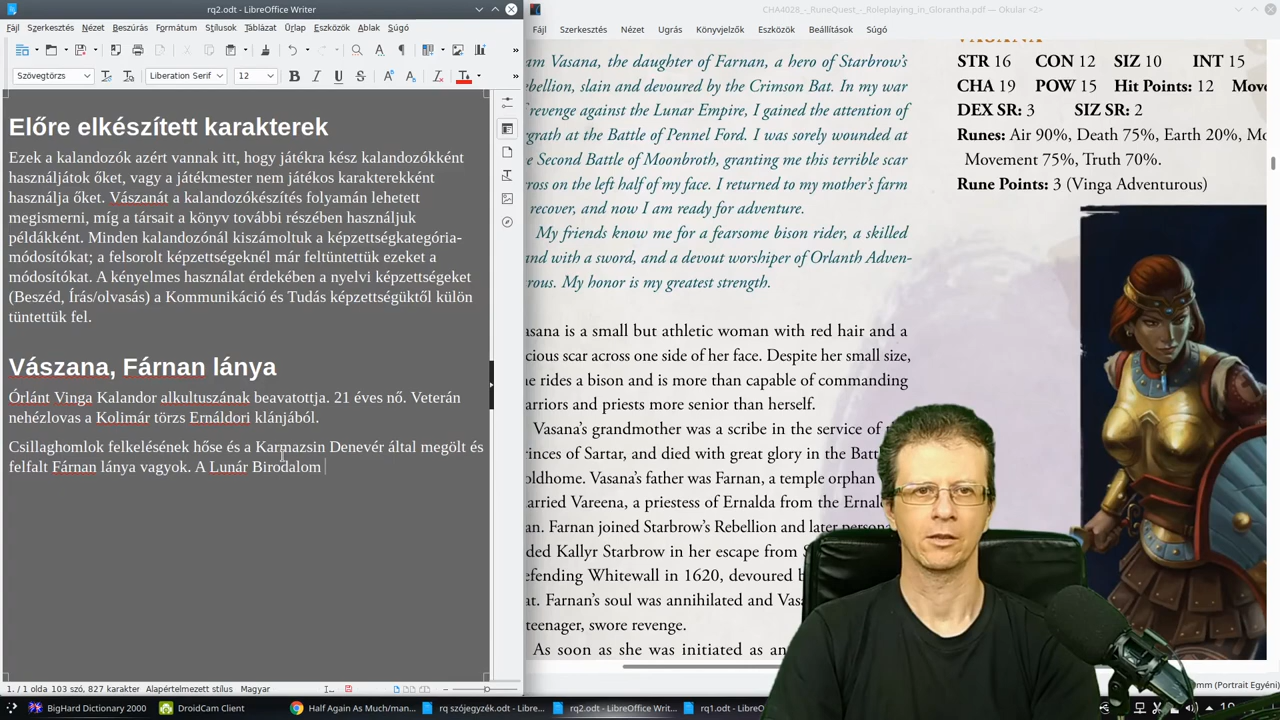 rq2.odt - LibreOffice Writer
CHA4028_-_RuneQuest_-_Roleplaying_in_Glorantha.pdf — Okular <2>
Fájl Szerkesztés Nézet Beszúrás Formátum Stílusok Táblázat Űrlap Eszközök Ablak Súgó
Fájl Szerkesztés Nézet Ugrás Könyvjelzők Eszközök Beállítások Súgó
Szövegtörzs Liberation Serif 12
Előre elkészített karakterek
Ezek a kalandozók azért vannak itt, hogy játékra kész kalandozókként
használjátok őket, vagy a játékmester nem játékos karakterekként
használja őket. Vászanát a kalandozókészítés folyamán lehetett
megismerni, míg a társait a könyv további részében használjuk
példákként. Minden kalandozónál kiszámoltuk a képzettségkategória-
módosítókat; a felsorolt képzettségeknél már feltüntettük ezeket a
módosítókat. A kényelmes használat érdekében a nyelvi képzettségeket
(Beszéd, Írás/olvasás) a Kommunikáció és Tudás képzettségüktől külön
tüntettük fel.
Vászana, Fárnan lánya
Órlánt Vinga Kalandor alkultuszának beavatottja. 21 éves nő. Veterán
nehézlovas a Kolimár törzs Ernáldori klánjából.
Csillaghomlok felkelésének hőse és a Karmazsin Denevér által megölt és
felfalt Fárnan lánya vagyok. A Lunár Birodalom
am Vasana, the daughter of Farnan, a hero of Starbrow's
bellion, slain and devoured by the Crimson Bat. In my war
revenge against the Lunar Empire, I gained the attention of
grath at the Battle of Pennel Ford. I was sorely wounded at
e Second Battle of Moonbroth, granting me this terrible scar
ross on the left half of my face. I returned to my mother's farm
recover, and now I am ready for adventure.
My friends know me for a fearsome bison rider, a skilled
nd with a sword, and a devout worshiper of Orlanth Adven-
rous. My honor is my greatest strength.
asana is a small but athletic woman with red hair and a
cious scar across one side of her face. Despite her small size,
e rides a bison and is more than capable of commanding
arriors and priests more senior than herself.
Vasana's grandmother was a scribe in the service of
inces of Sartar, and died with great glory in the Batt
oldhome. Vasana's father was Farnan, a temple orphan
arried Vareena, a priestess of Ernalda from the Ernal
an. Farnan joined Starbrow's Rebellion and later persona
ded Kallyr Starbrow in her escape from
efending Whitewall in 1620, devoured b
at. Farnan's soul was annihilated and Vasa
teenager, swore revenge.
As soon as she was initiated as an
STR 16 CON 12 SIZ 10 INT 15
CHA 19 POW 15 Hit Points: 12 Mov
DEX SR: 3 SIZ SR: 2
Runes: Air 90%, Death 75%, Earth 20%, Mo
Movement 75%, Truth 70%.
Rune Points: 3 (Vinga Adventurous)
1. / 1 oldal 103 szó, 827 karakter Alapértelmezett stílus Magyar
mm (Portrait Egyéni)
BigHard Dictionary 2000 DroidCam Client Half Again As Much/man... rq szójegyzék.odt - Libre... rq2.odt - LibreOffice Writ... rq1.odt - LibreO